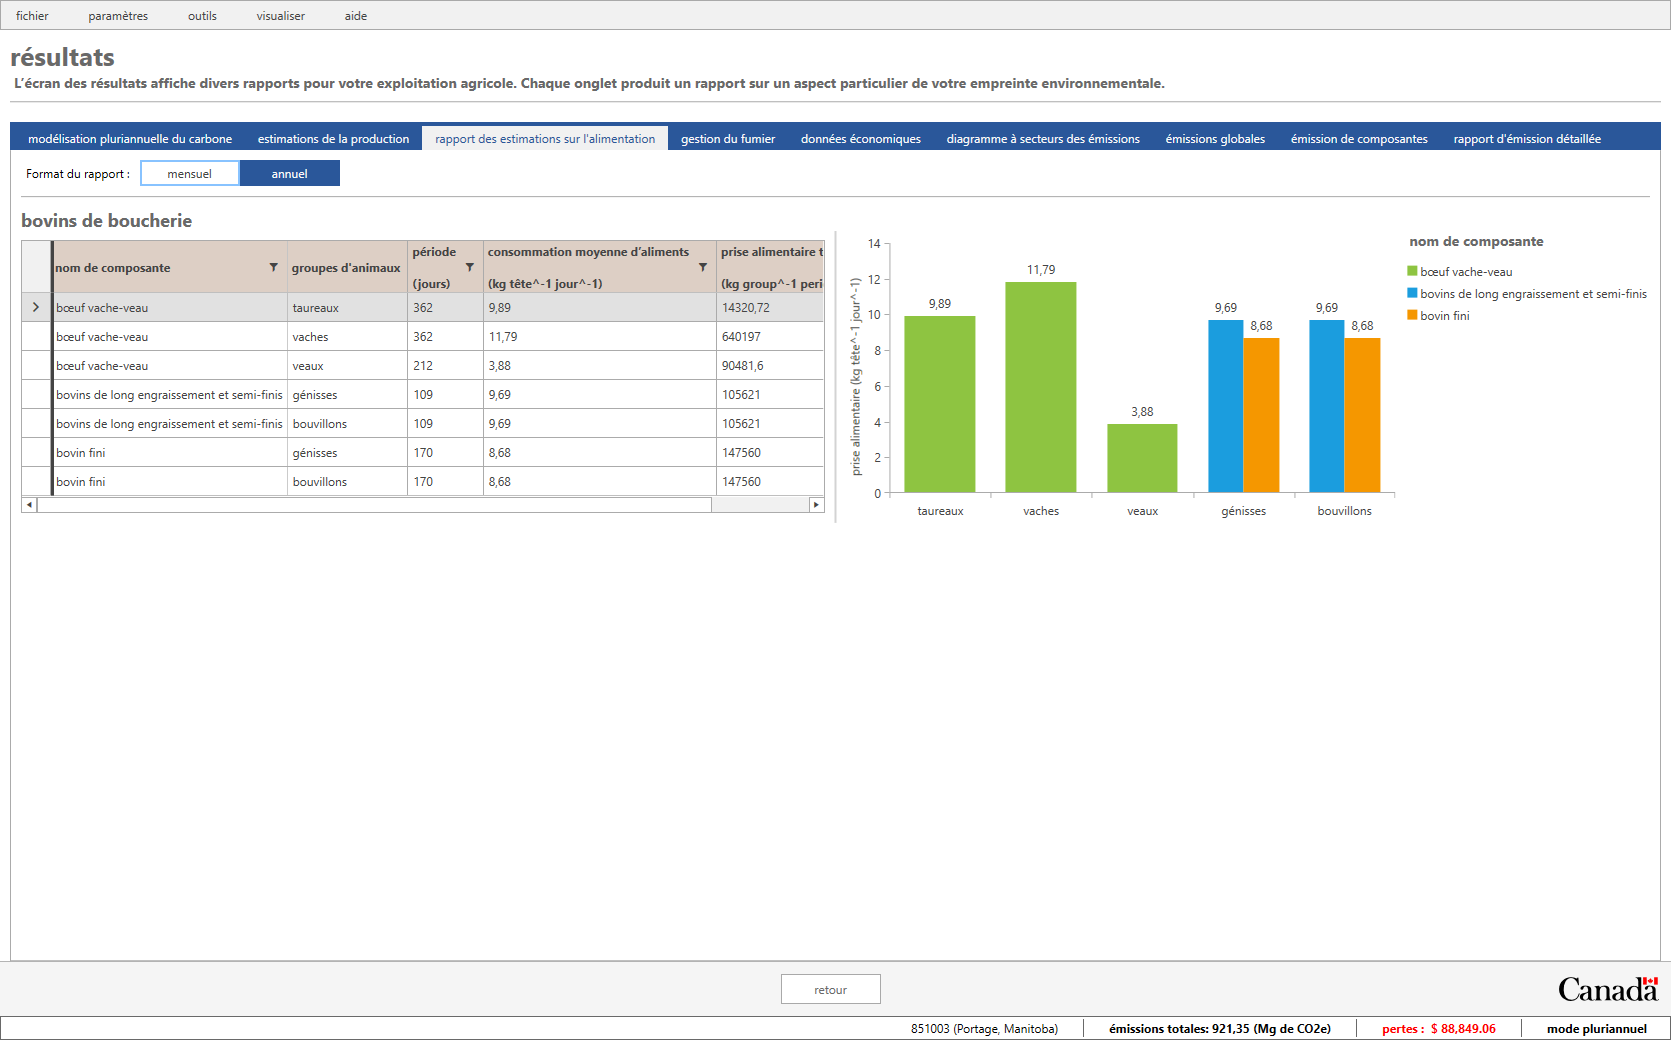 fichier paramètres outils visualiser aide
résultats
L’écran des résultats affiche divers rapports pour votre exploitation agricole. Chaque onglet produit un rapport sur un aspect particulier de votre empreinte environnementale.
modélisation pluriannuelle du carbone estimations de la production rapport des estimations sur l'alimentation gestion du fumier données économiques diagramme à secteurs des émissions émissions globales émission de composantes rapport d'émission détaillée
Format du rapport : mensuel annuel
bovins de boucherie
nom de composante groupes d'animaux période (jours) consommation moyenne d’aliments (kg tête^-1 jour^-1) prise alimentaire t (kg group^-1 peri
bœuf vache-veau taureaux 362 9,89 14320,72
bœuf vache-veau vaches 362 11,79 640197
bœuf vache-veau veaux 212 3,88 90481,6
bovins de long engraissement et semi-finis génisses 109 9,69 105621
bovins de long engraissement et semi-finis bouvillons 109 9,69 105621
bovin fini génisses 170 8,68 147560
bovin fini bouvillons 170 8,68 147560
prise alimentaire (kg tête^-1 jour^-1)
14
12
10
8
6
4
2
0
9,89
11,79
3,88
9,69
8,68
9,69
8,68
taureaux vaches veaux génisses bouvillons
nom de composante
bœuf vache-veau
bovins de long engraissement et semi-finis
bovin fini
retour
Canada
851003 (Portage, Manitoba) émissions totales: 921,35 (Mg de CO2e) pertes : $ 88,849.06 mode pluriannuel